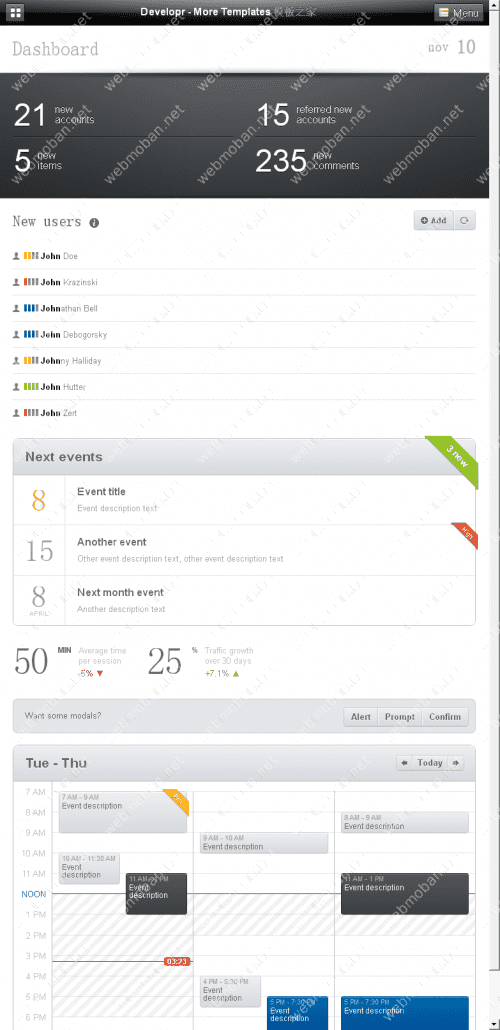 Developr - More Templates 模板之家
Menu
Dashboard
nov 10
21 new accounts
15 referred new accounts
5 new items
235 new comments
New users
Add
John Doe
John Krazinski
Johnathan Bell
John Debogorsky
Johnny Halliday
John Hutter
John Zert
Next events
3 new
8
Event title
Event description text
15
Another event
Other event description text, other event description text
High
8
APRIL
Next month event
Another description text
50 MIN Average time per session
-5%
25 % Traffic growth over 30 days
+7.1%
Want some modals?
Alert Prompt Confirm
Tue - Thu
Today
7 AM
8 AM
9 AM
10 AM
11 AM
NOON
1 PM
2 PM
3 PM
4 PM
5 PM
6 PM
7 AM - 9 AM
Event description
10 AM - 11:30 AM
Event description
11 AM - 1 PM
Event description
03:23
9 AM - 10 AM
Event description
4 PM - 5:30 PM
Event description
5 PM - 7:30 PM
Event description
8 AM - 9 AM
Event description
11 AM - 1 PM
Event description
5 PM - 7:30 PM
Event description
webmoban.net